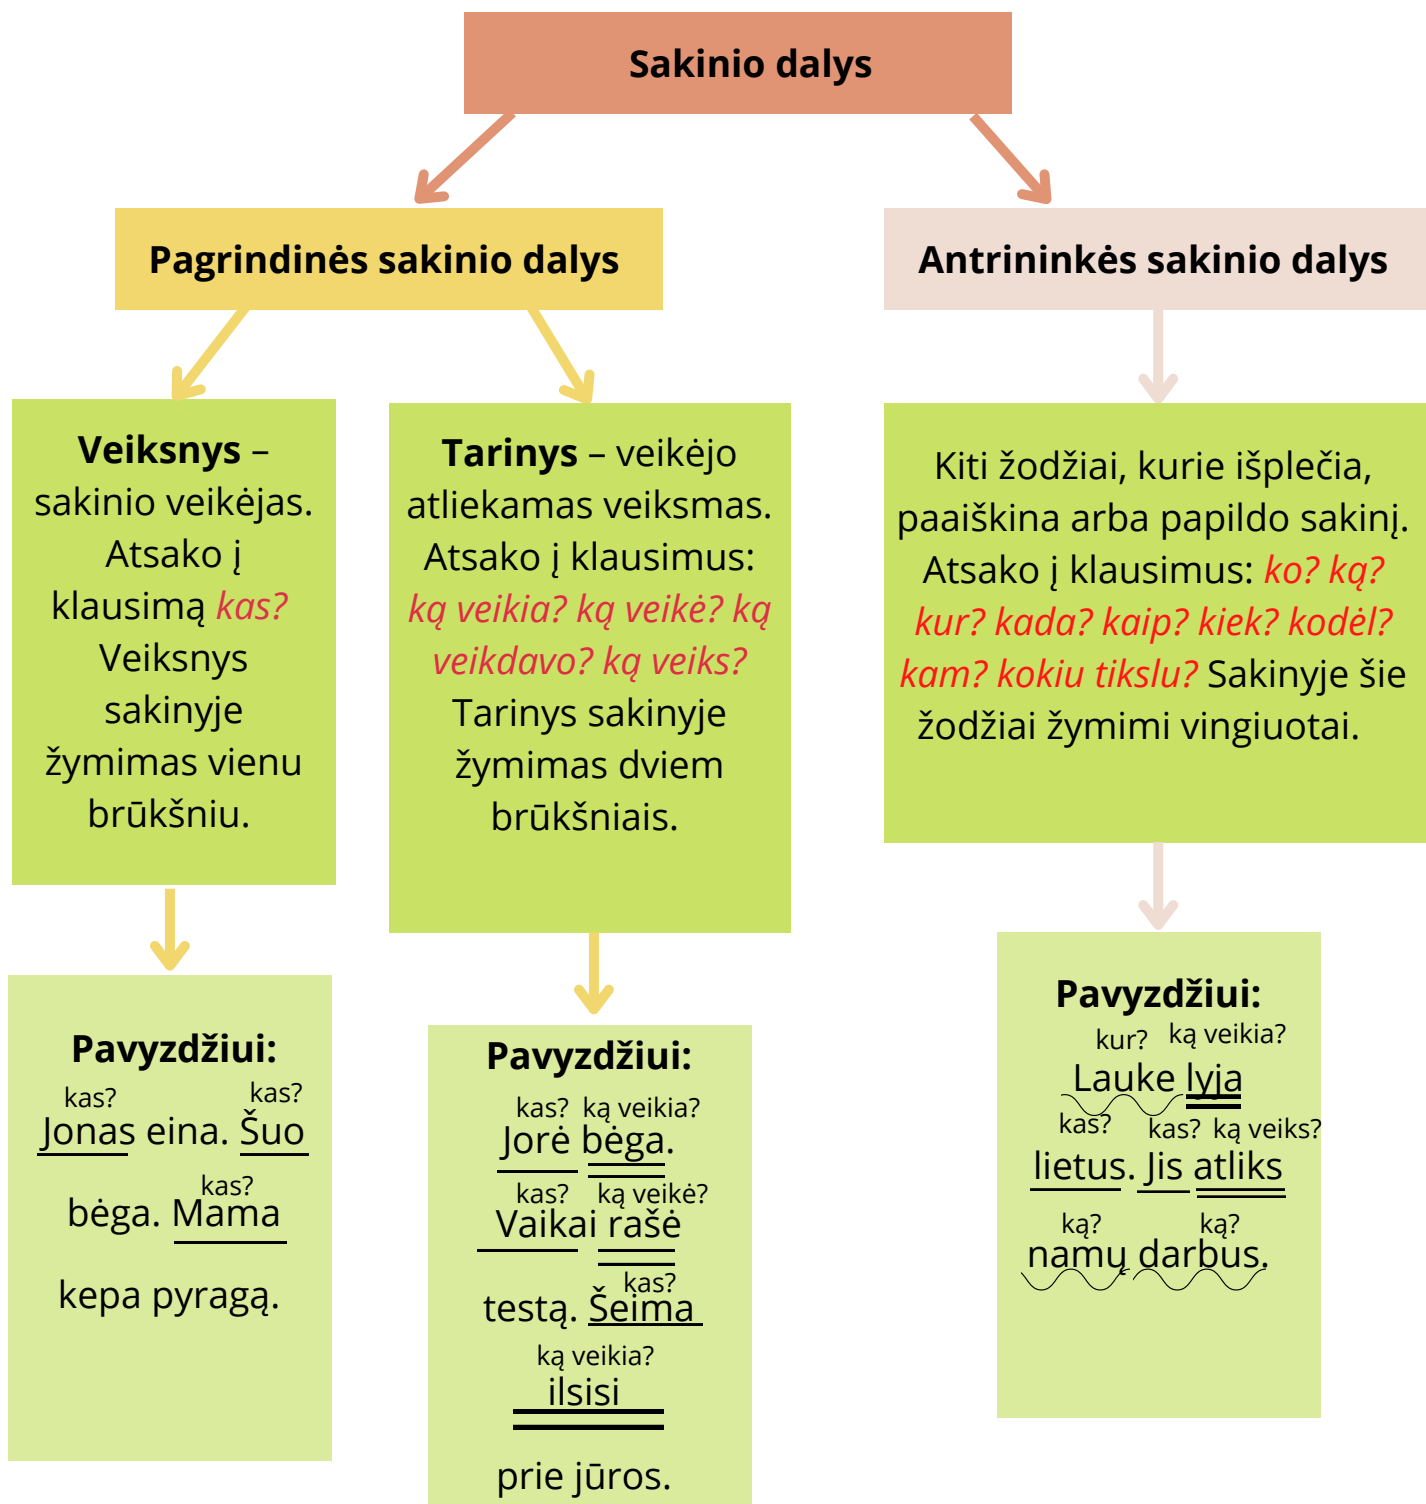 Sakinio dalys
Pagrindinės sakinio dalys
Antrininkės sakinio dalys
Veiksnys –
sakinio veikėjas.
Atsako į
klausimą kas?
Veiksnys
sakinyje
žymimas vienu
brūkšniu.
Tarinys – veikėjo
atliekamas veiksmas.
Atsako į klausimus:
ką veikia? ką veikė? ką
veikdavo? ką veiks?
Tarinys sakinyje
žymimas dviem
brūkšniais.
Kiti žodžiai, kurie išplečia,
paaiškina arba papildo sakinį.
Atsako į klausimus: ko? ką?
kur? kada? kaip? kiek? kodėl?
kam? kokiu tikslu? Sakinyje šie
žodžiai žymimi vingiuotai.
Pavyzdžiui:
kas? kas?
Jonas eina. Šuo
kas?
bėga. Mama
kepa pyragą.
Pavyzdžiui:
kas? ką veikia?
Jorė bėga.
kas? ką veikė?
Vaikai rašė
kas?
testą. Šeima
ką veikia?
ilsisi
prie jūros.
Pavyzdžiui:
kur? ką veikia?
Lauke lyja
kas? kas? ką veiks?
lietus. Jis atliks
ką? ką?
namų darbus.